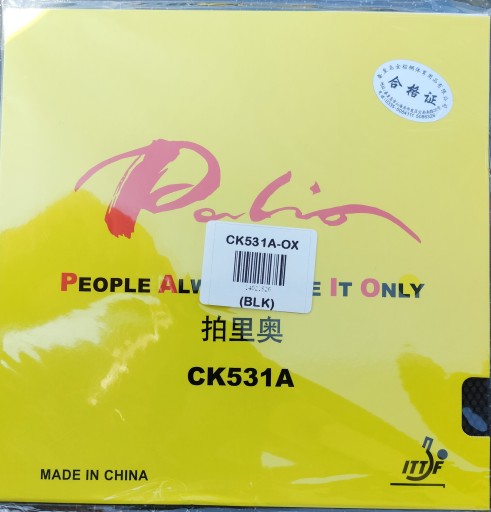 合格证
Palio
CK531A-OX
(BLK)
PEOPLE ALW E IT ONLY
拍里奥
CK531A
ITTF
MADE IN CHINA